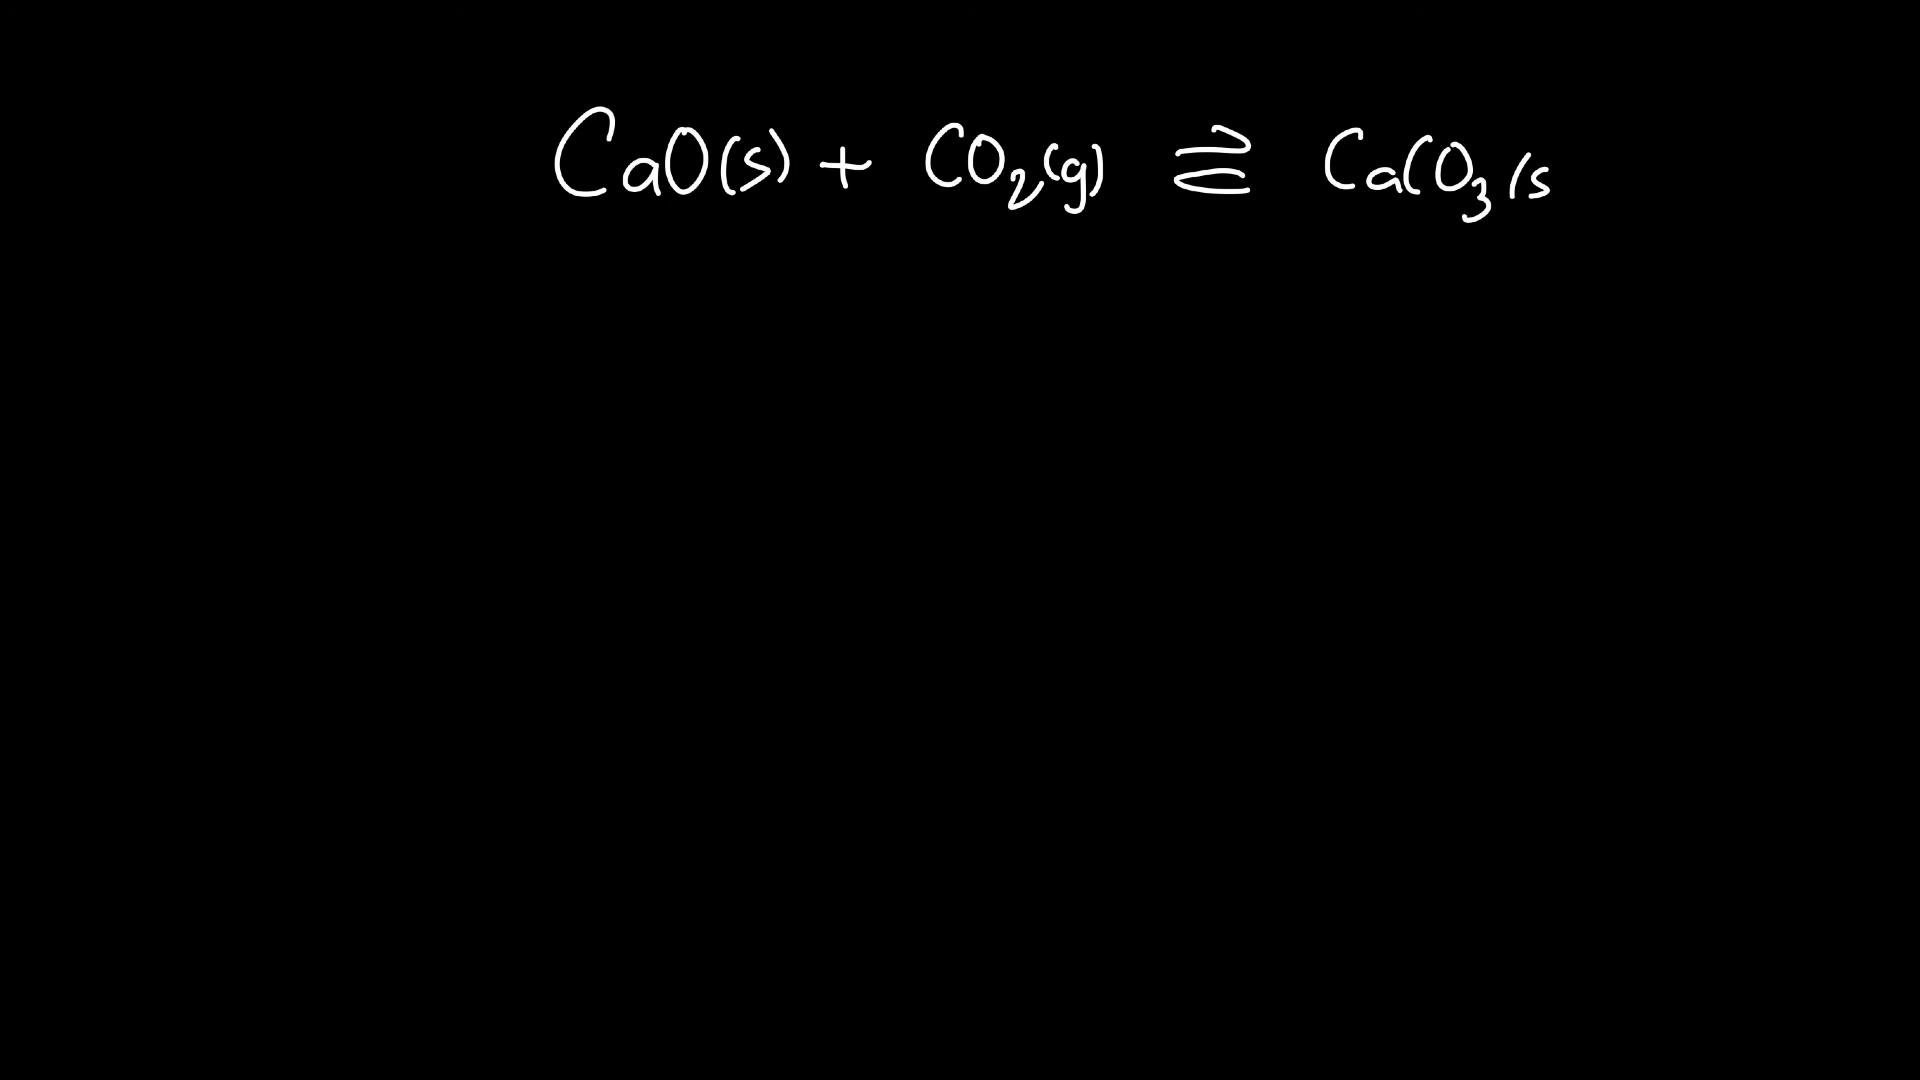 CaO(s) + CO₂(g) ⇄ CaCO₃(s